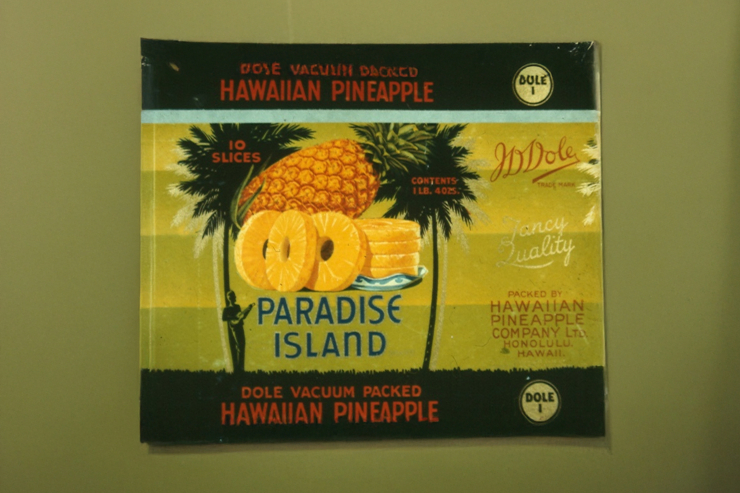 DOLE VACUUM PACKED
HAWAIIAN PINEAPPLE
DOLE
1
10
SLICES
CONTENTS-
1 LB. 4 OZS.
JDDole
TRADE MARK
Fancy
Quality
PARADISE
ISLAND
PACKED BY
HAWAIIAN
PINEAPPLE
COMPANY LTD.
HONOLULU.
HAWAII.
DOLE VACUUM PACKED
HAWAIIAN PINEAPPLE
DOLE
1